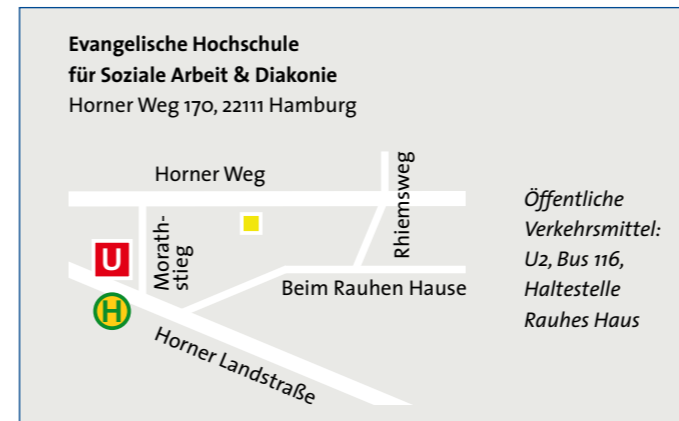 Evangelische Hochschule
für Soziale Arbeit & Diakonie
Horner Weg 170, 22111 Hamburg
Horner Weg
Rhiemsweg
Morath-
stieg
U
H
Beim Rauhen Hause
Horner Landstraße
Öffentliche
Verkehrsmittel:
U2, Bus 116,
Haltestelle
Rauhes Haus